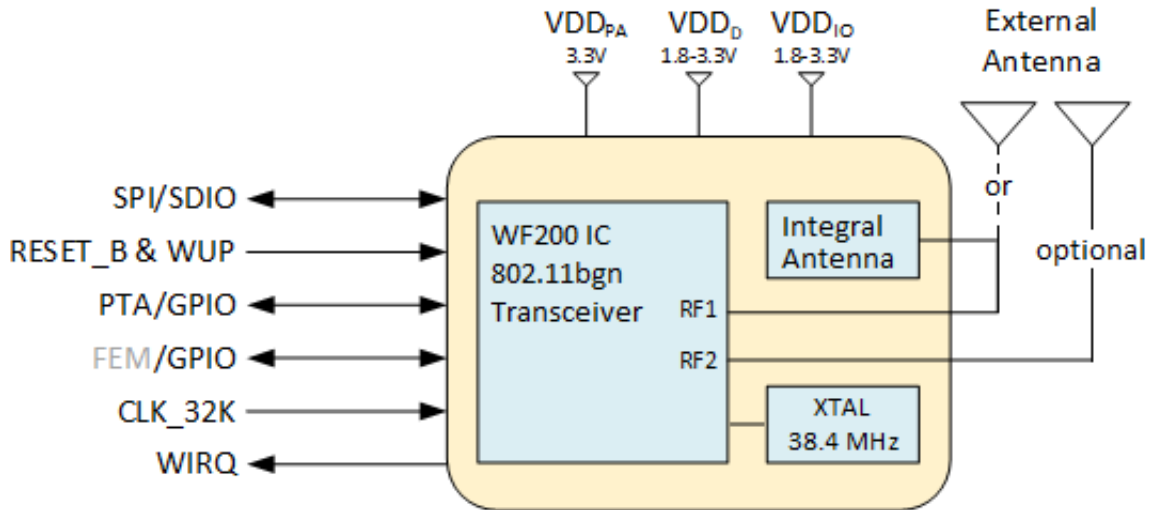 VDDPA
3.3V
VDDD
1.8-3.3V
VDDIO
1.8-3.3V
External
Antenna
SPI/SDIO
RESET_B & WUP
PTA/GPIO
FEM/GPIO
CLK_32K
WIRQ
WF200 IC
802.11bgn
Transceiver
RF1
RF2
Integral
Antenna
XTAL
38.4 MHz
or
optional